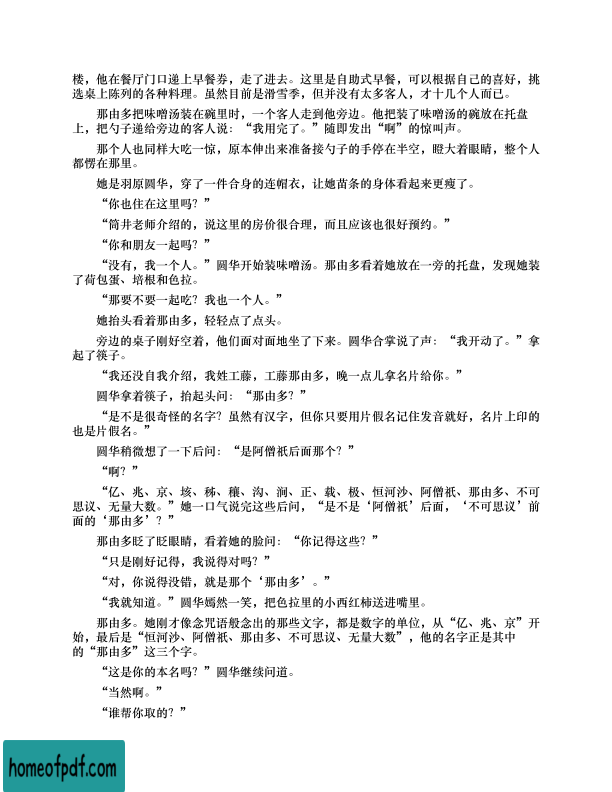 楼，他在餐厅门口递上早餐券，走了进去。这里是自助式早餐，可以根据自己的喜好，挑
选桌上陈列的各种料理。虽然目前是滑雪季，但并没有太多客人，才十几个人而已。
那由多把味噌汤装在碗里时，一个客人走到他旁边。他把装了味噌汤的碗放在托盘
上，把勺子递给旁边的客人说：“我用完了。”随即发出“啊”的惊叫声。
那个人也同样大吃一惊，原本伸出来准备接勺子的手停在半空，瞪大着眼睛，整个人
都愣在那里。
她是羽原圆华，穿了一件合身的连帽衣，让她苗条的身体看起来更瘦了。
“你也住在这里吗？”
“筒井老师介绍的，说这里的房价很合理，而且应该也很好预约。”
“你和朋友一起吗？”
“没有，我一个人。”圆华开始装味噌汤。那由多看着她放在一旁的托盘，发现她装
了荷包蛋、培根和色拉。
“那要不要一起吃？我也一个人。”
她抬头看着那由多，轻轻点了点头。
旁边的桌子刚好空着，他们面对面地坐了下来。圆华合掌说了声：“我开动了。”拿
起了筷子。
“我还没自我介绍，我姓工藤，工藤那由多，晚一点儿拿名片给你。”
圆华拿着筷子，抬起头问：“那由多？”
“是不是很奇怪的名字？虽然有汉字，但你只要用片假名记住发音就好，名片上印的
也是片假名。”
圆华稍微想了一下后问：“是阿僧祇后面那个？”
“啊？”
“亿、兆、京、垓、秭、穰、沟、涧、正、载、极、恒河沙、阿僧祇、那由多、不可
思议、无量大数。”她一口气说完这些后问，“是不是‘阿僧祇’后面，‘不可思议’前
面的‘那由多’？”
那由多眨了眨眼睛，看着她的脸问：“你记得这些？”
“只是刚好记得，我说得对吗？”
“对，你说得没错，就是那个‘那由多’。”
“我就知道。”圆华嫣然一笑，把色拉里的小西红柿送进嘴里。
那由多。她刚才像念咒语般念出的那些文字，都是数字的单位，从“亿、兆、京”开
始，最后是“恒河沙、阿僧祇、那由多、不可思议、无量大数”，他的名字正是其中
的“那由多”这三个字。
“这是你的本名吗？”圆华继续问道。
“当然啊。”
“谁帮你取的？”
homeofpdf.com